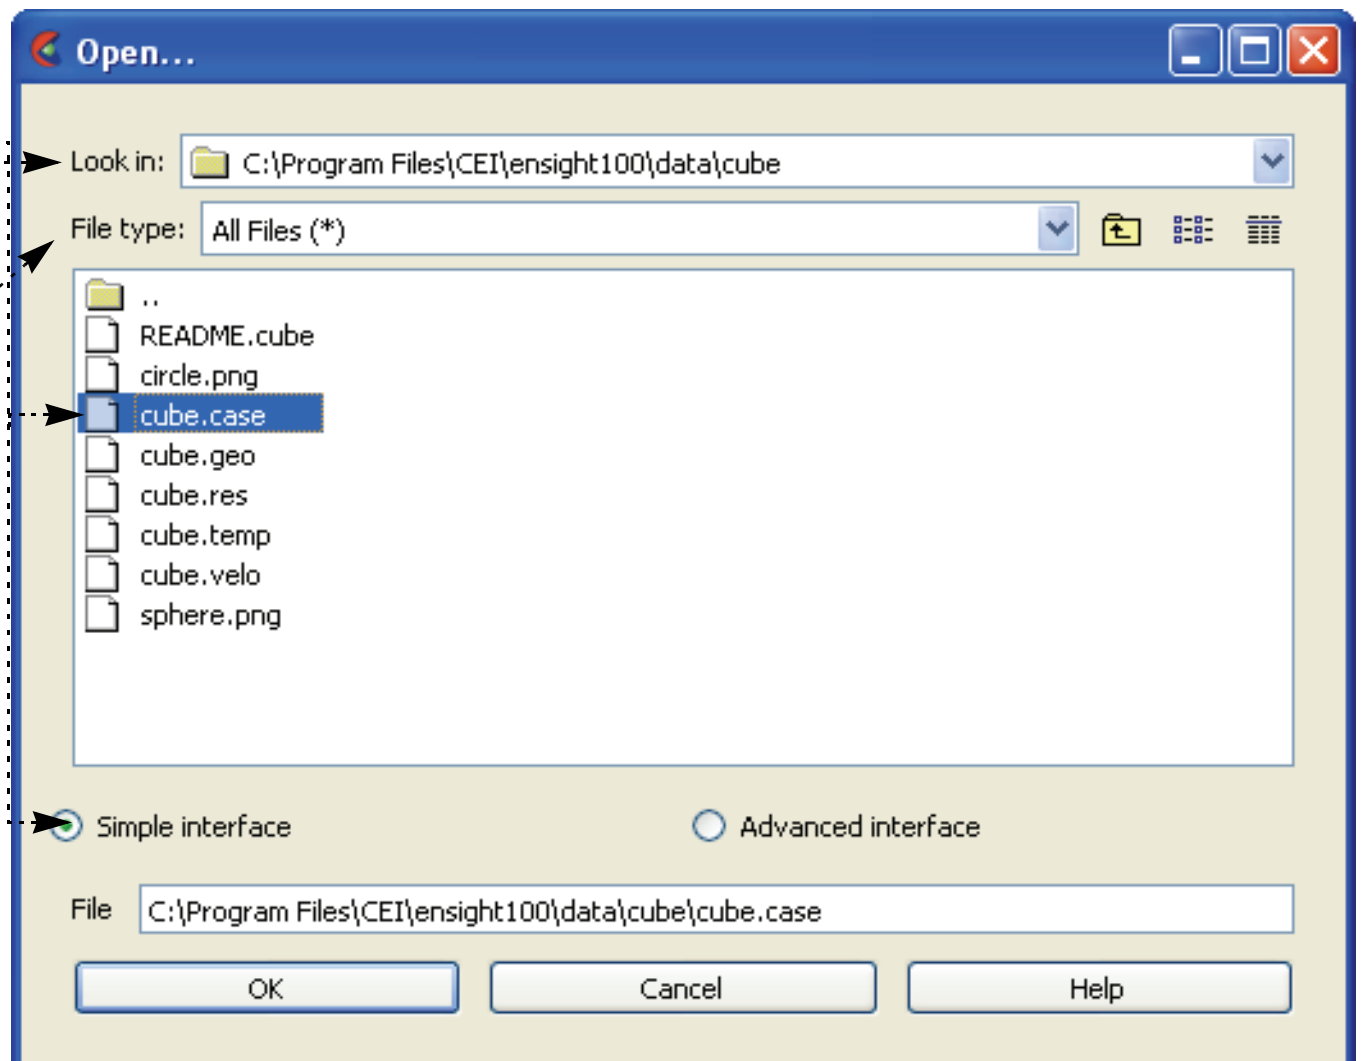 Open...
Look in: C:\Program Files\CEI\ensight100\data\cube
File type: All Files (*)
..
README.cube
circle.png
cube.case
cube.geo
cube.res
cube.temp
cube.velo
sphere.png
Simple interface Advanced interface
File C:\Program Files\CEI\ensight100\data\cube\cube.case
OK Cancel Help